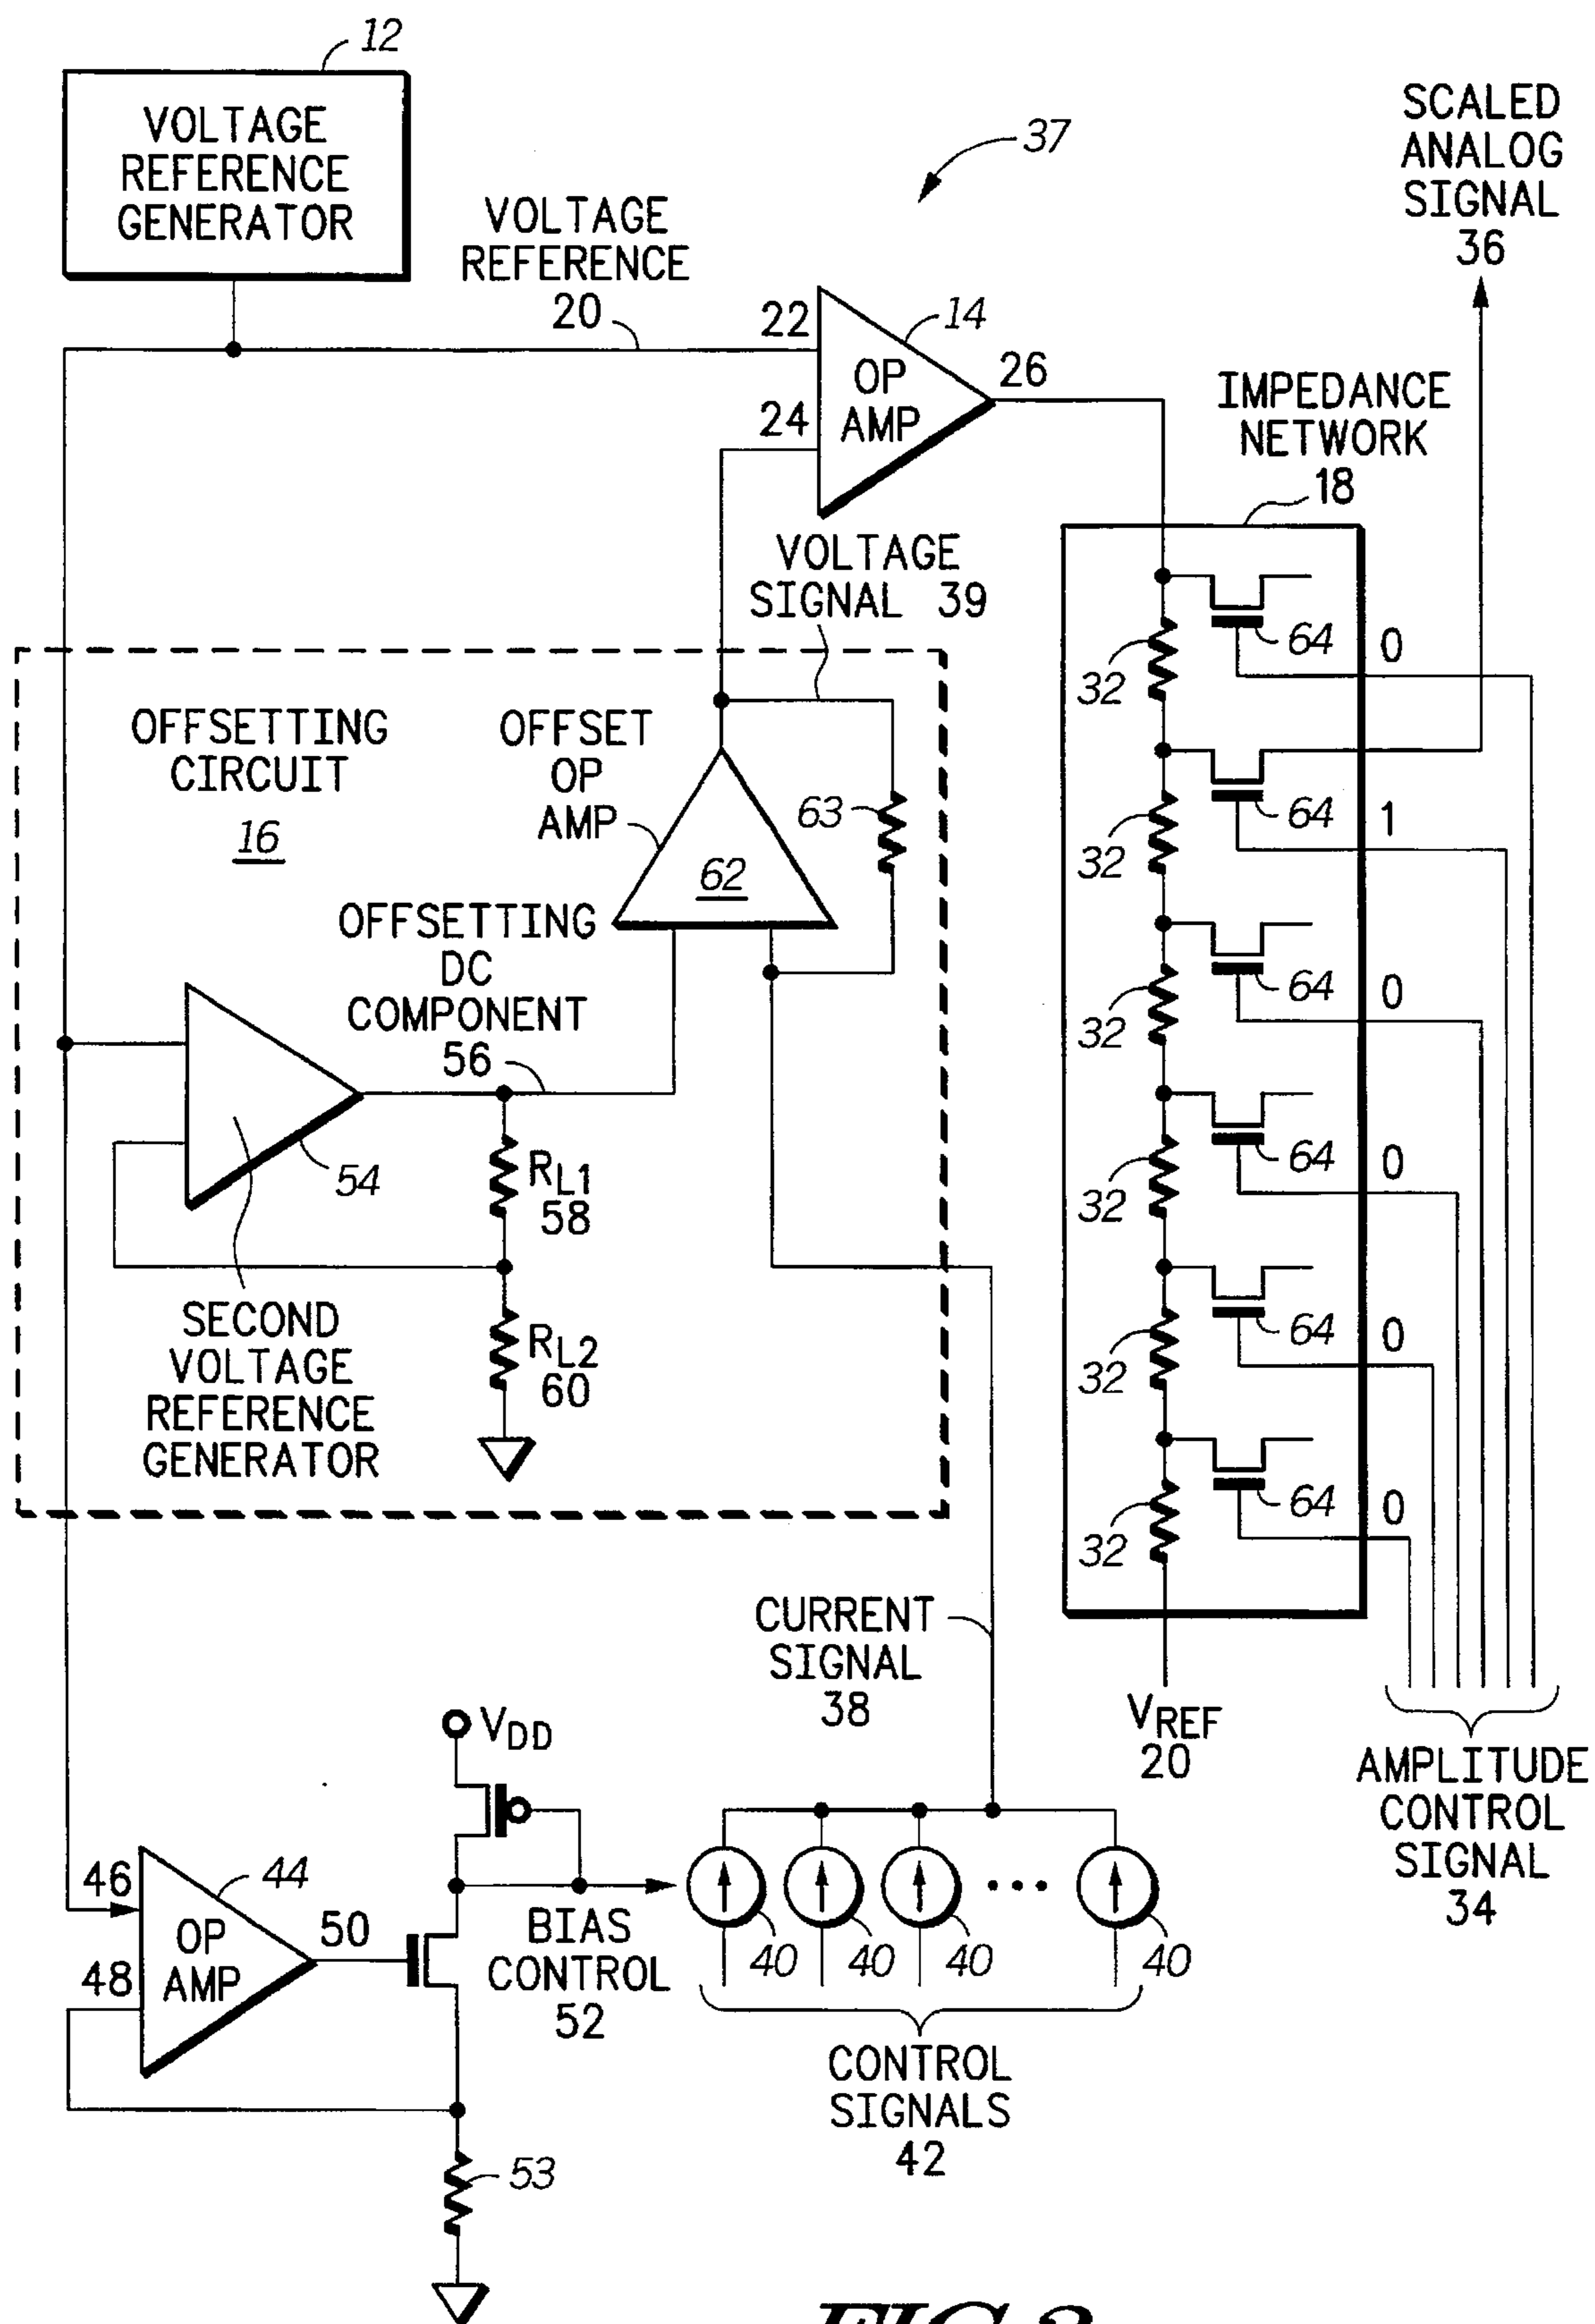 12
VOLTAGE
REFERENCE
GENERATOR
37
SCALED
ANALOG
SIGNAL
36
VOLTAGE
REFERENCE
20
22
14
OP
AMP
24
26
IMPEDANCE
NETWORK
18
VOLTAGE
SIGNAL 39
64
0
32
OFFSETTING
CIRCUIT
16
OFFSET
OP
AMP
62
63
64
1
32
OFFSETTING
DC
COMPONENT
56
64
0
32
54
RL1
58
64
0
32
SECOND
VOLTAGE
REFERENCE
GENERATOR
RL2
60
64
0
32
64
0
32
CURRENT
SIGNAL
38
VREF
20
AMPLITUDE
CONTROL
SIGNAL
34
VDD
46
44
OP
AMP
48
50
BIAS
CONTROL
52
40
40
40
40
CONTROL
SIGNALS
42
53